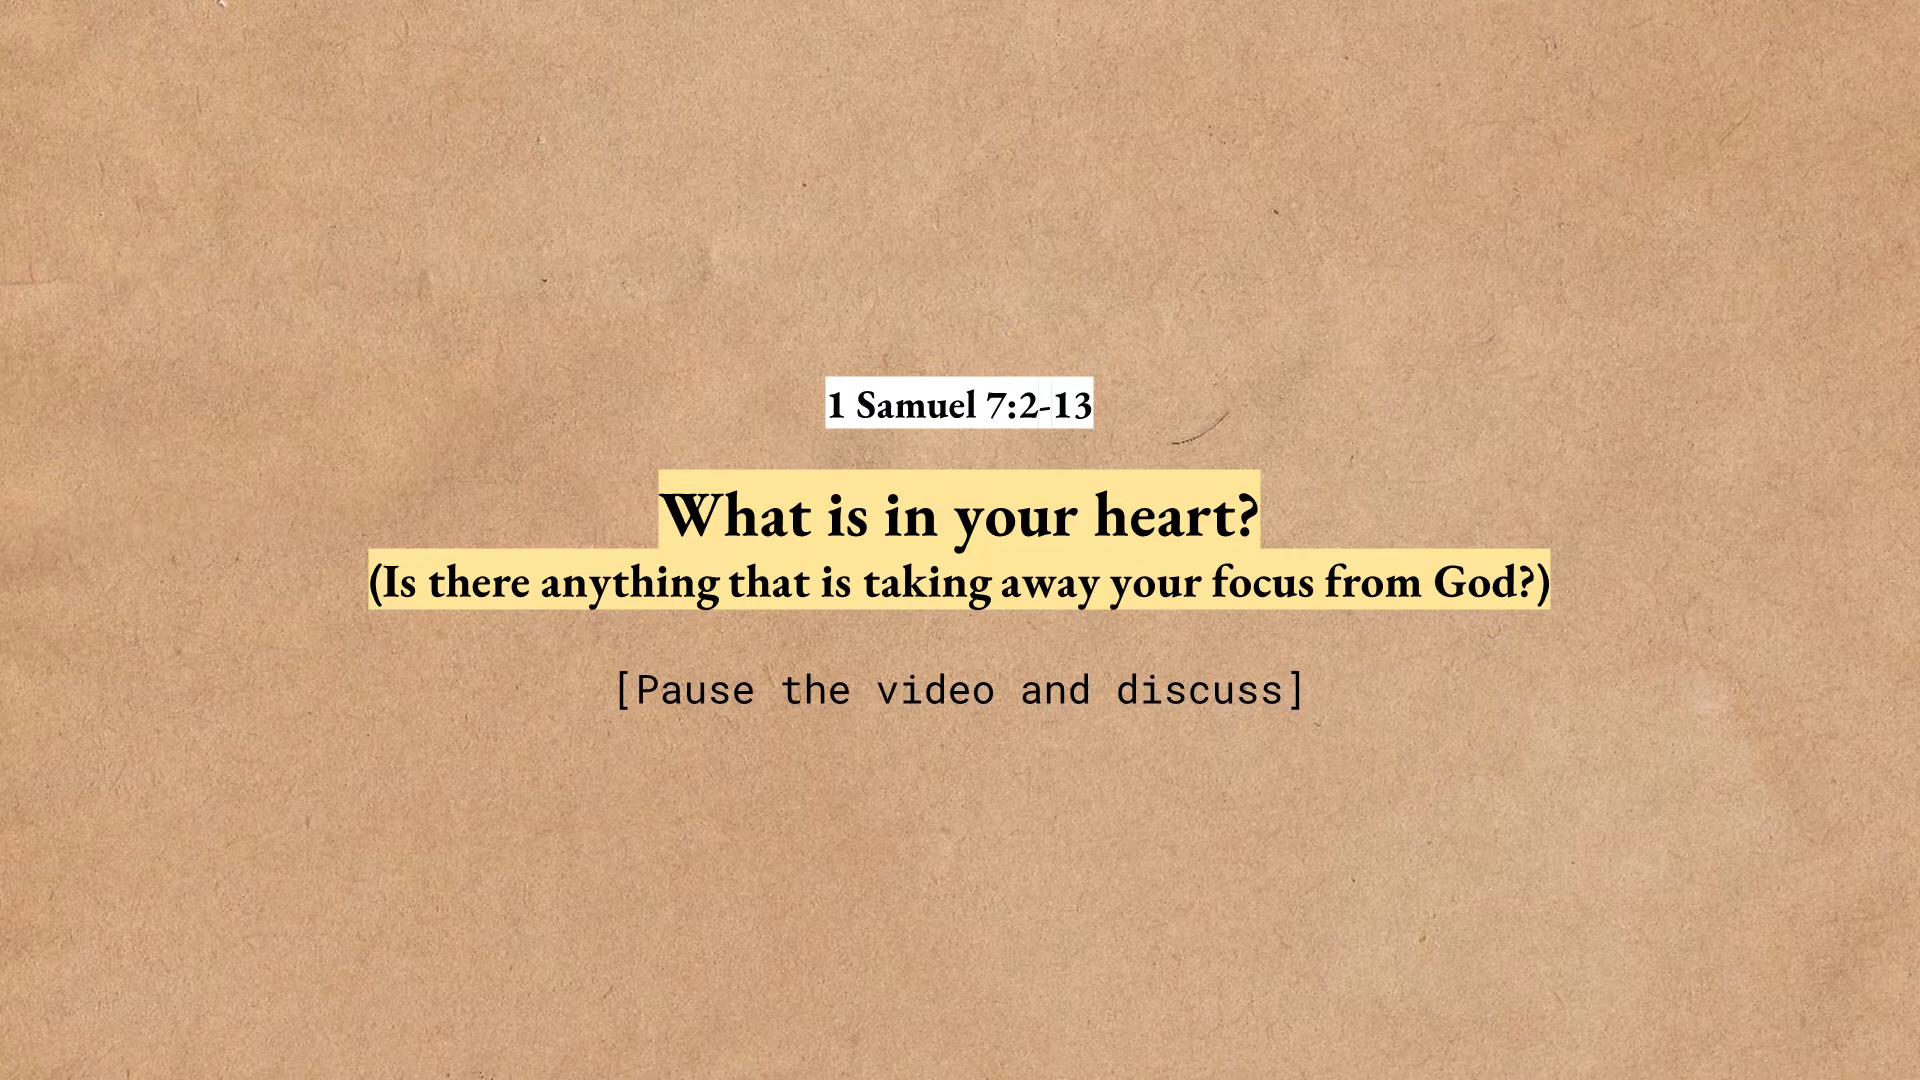 1 Samuel 7:2-13
What is in your heart?
(Is there anything that is taking away your focus from God?)
[Pause the video and discuss]